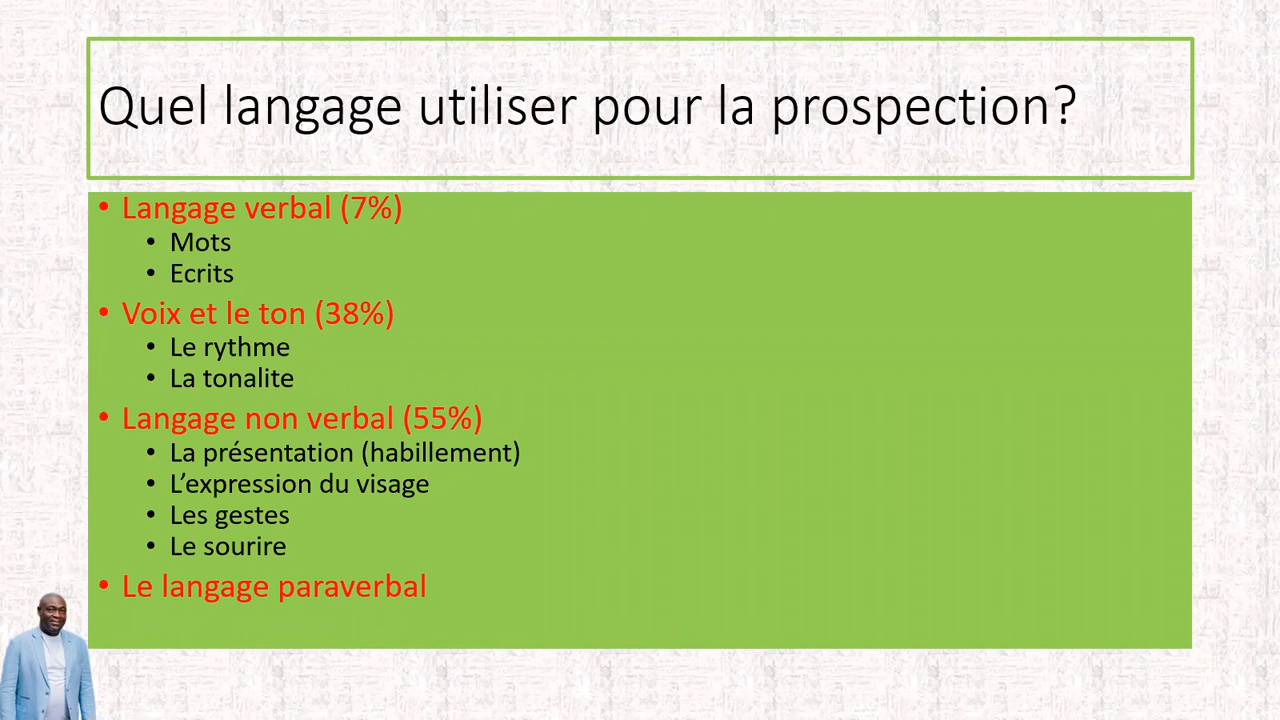 Quel langage utiliser pour la prospection?
• Langage verbal (7%)
• Mots
• Ecrits
• Voix et le ton (38%)
• Le rythme
• La tonalite
• Langage non verbal (55%)
• La présentation (habillement)
• L’expression du visage
• Les gestes
• Le sourire
• Le langage paraverbal